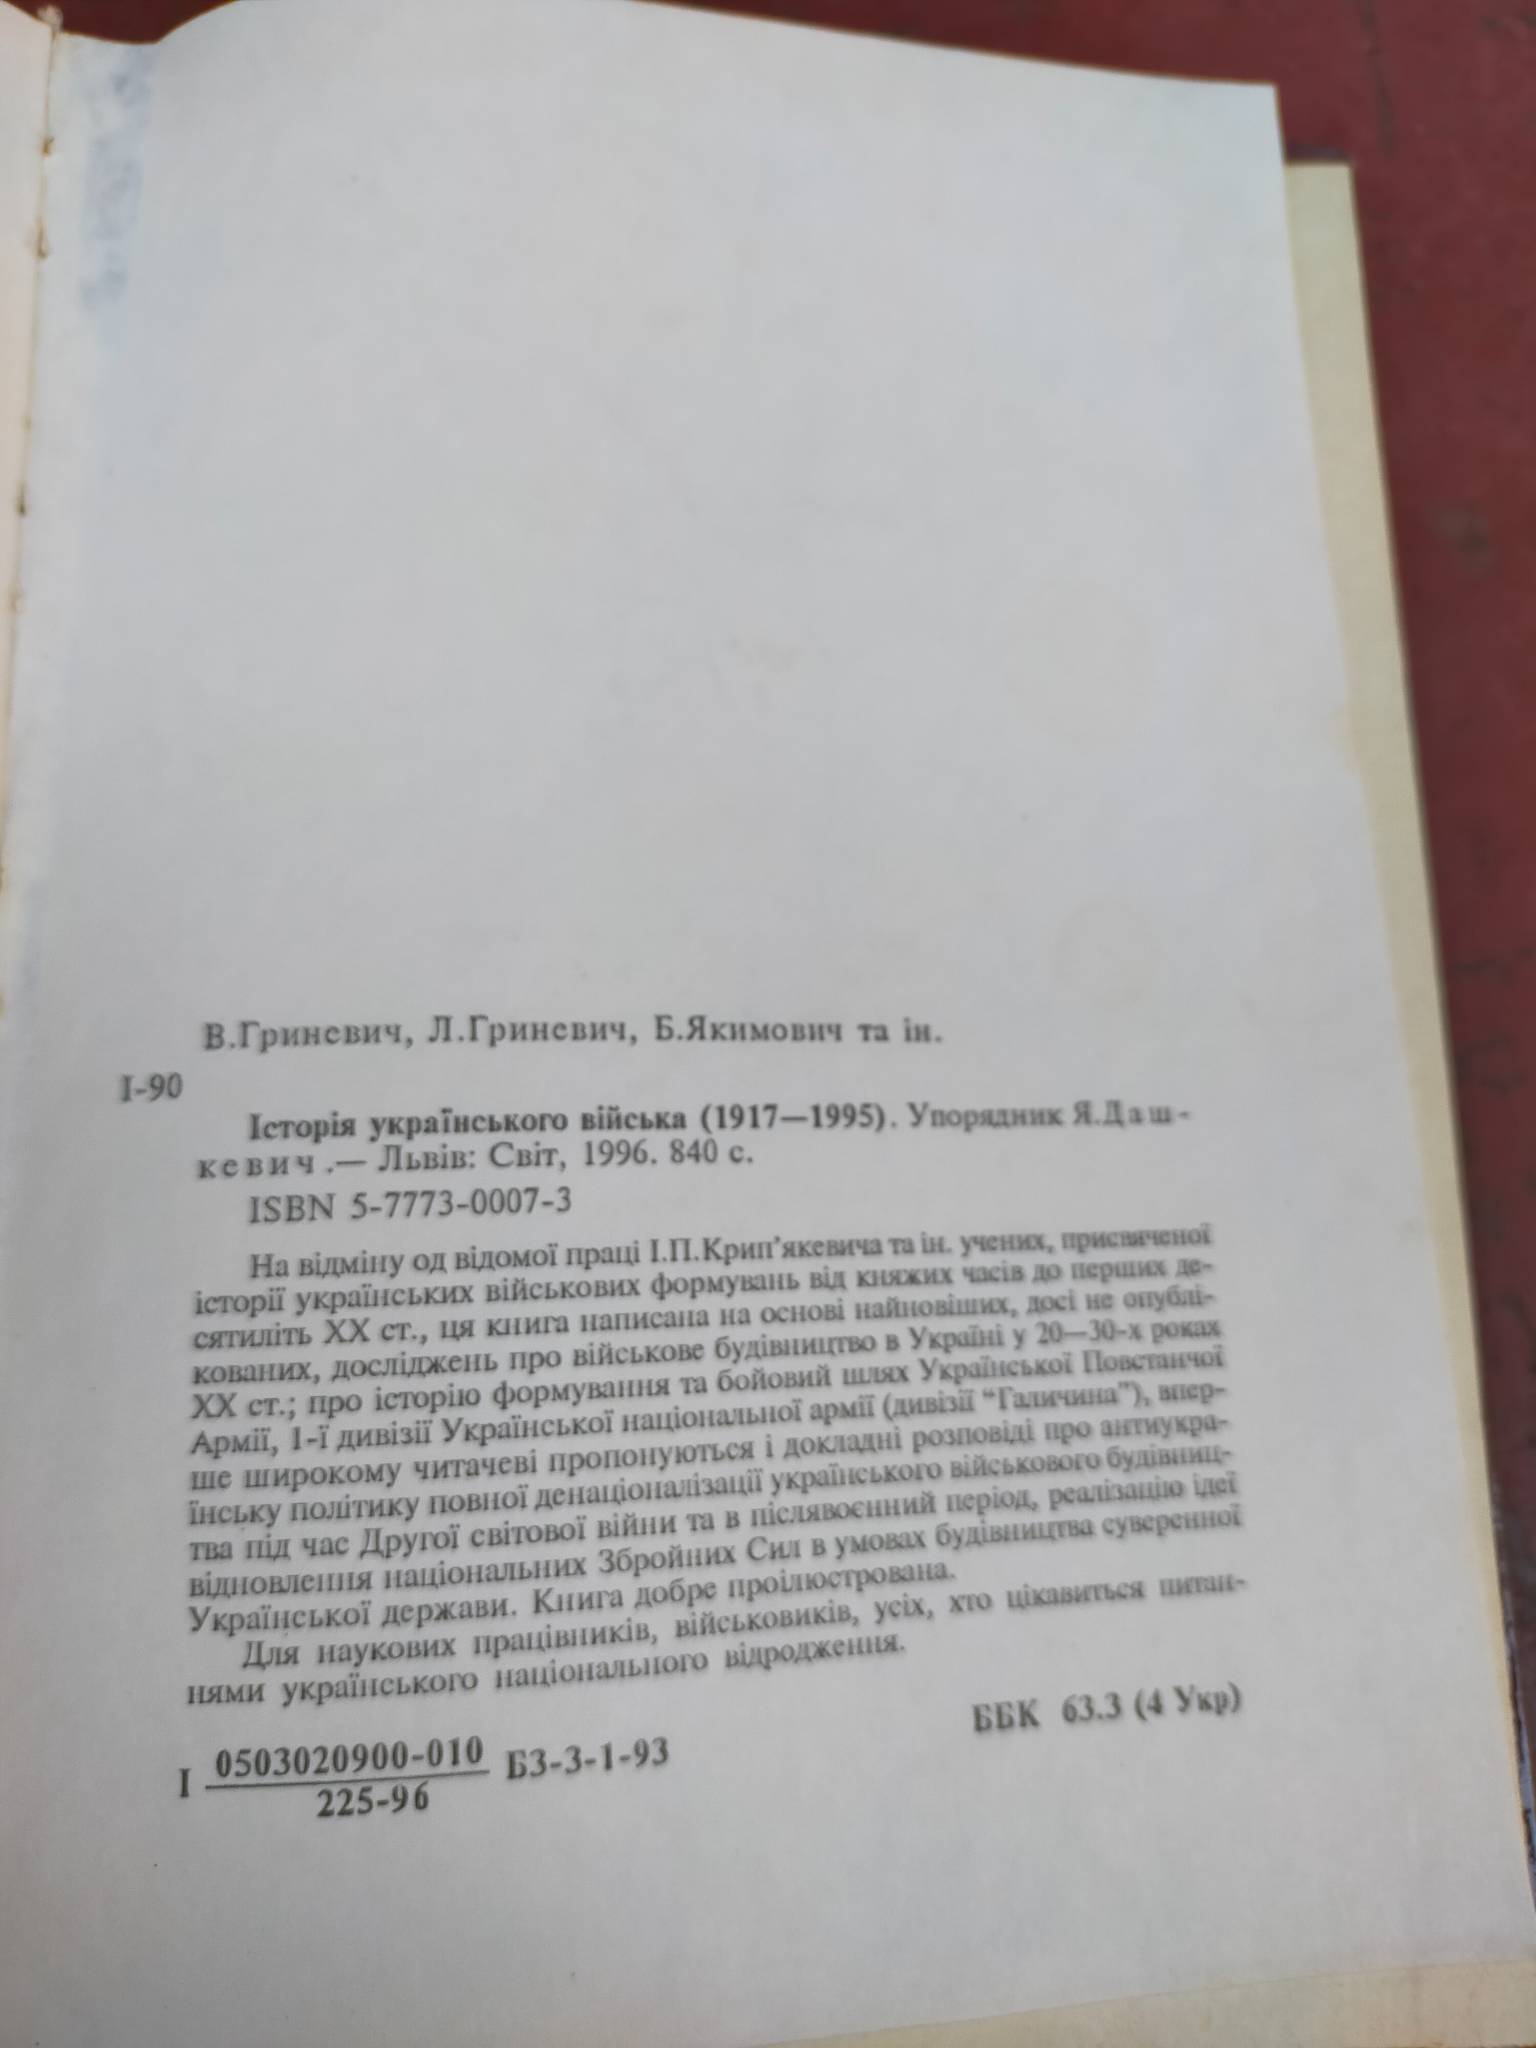 В.Гриневич, Л.Гриневич, Б.Якимович та ін.
І-90
Історія українського війська (1917—1995). Упорядник Я.Даш-
кевич.— Львів: Світ, 1996. 840 с.
ISBN 5-7773-0007-3
На відміну од відомої праці І.П.Крип’якевича та ін. учених, присвяченої
історії українських військових формувань від княжих часів до перших де-
сятиліть XX ст., ця книга написана на основі найновіших, досі не опублі-
кованих, досліджень про військове будівництво в Україні у 20—30-х роках
XX ст.; про історію формування та бойовий шлях Української Повстанчої
Армії, 1-ї дивізії Української національної армії (дивізії “Галичина”), впер-
ше широкому читачеві пропонуються і докладні розповіді про антиукра-
їнську політику повної денаціоналізації українського військового будівниц-
тва під час Другої світової війни та в післявоєнний період, реалізацію ідеї
відновлення національних Збройних Сил в умовах будівництва суверенної
Української держави. Книга добре проілюстрована.
Для наукових працівників, військовиків, усіх, хто цікавиться питан-
нями українського національного відродження.
ББК 63.3 (4 Укр)
І 0503020900-010 БЗ-3-1-93
225-96